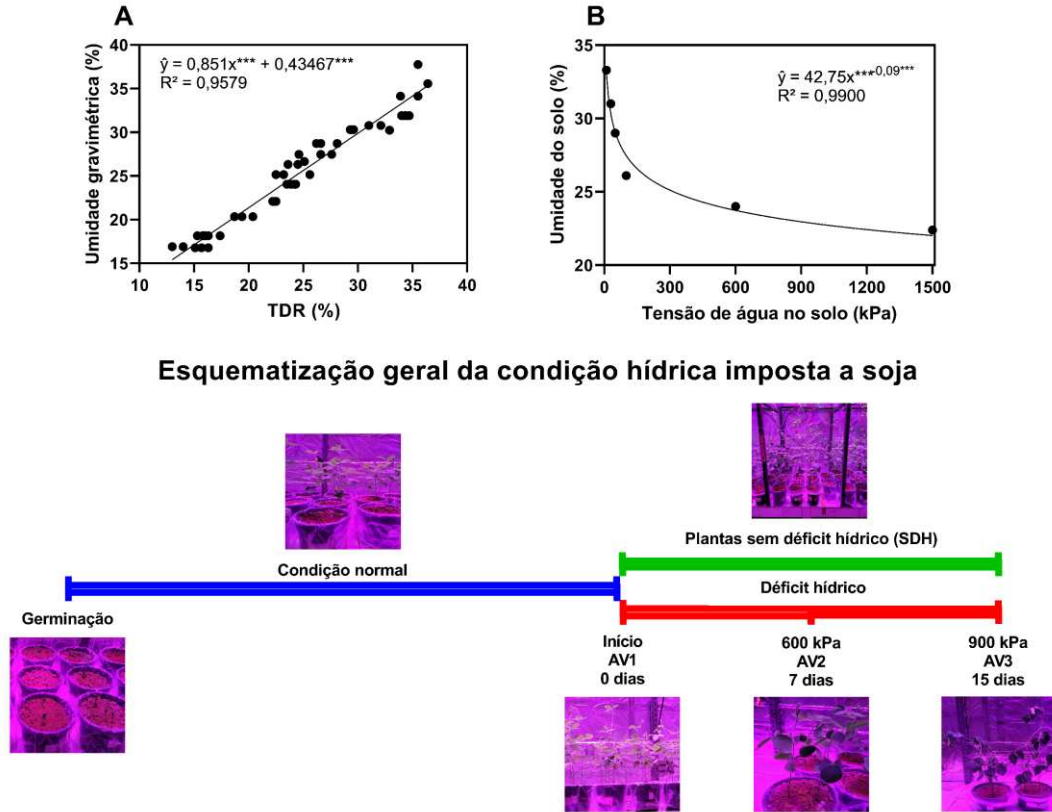 A
ŷ = 0,851x*** + 0,43467***
R² = 0,9579
Umidade gravimétrica (%)
40
35
30
25
20
15
10
15
20
25
30
35
40
TDR (%)
B
ŷ = 42,75x***-0,09***
R² = 0,9900
Umidade do solo (%)
40
35
30
25
20
0
300
600
900
1200
1500
Tensão de água no solo (kPa)
Esquematização geral da condição hídrica imposta a soja
Plantas sem déficit hídrico (SDH)
Condição normal
Déficit hídrico
Germinação
Início
AV1
0 dias
600 kPa
AV2
7 dias
900 kPa
AV3
15 dias